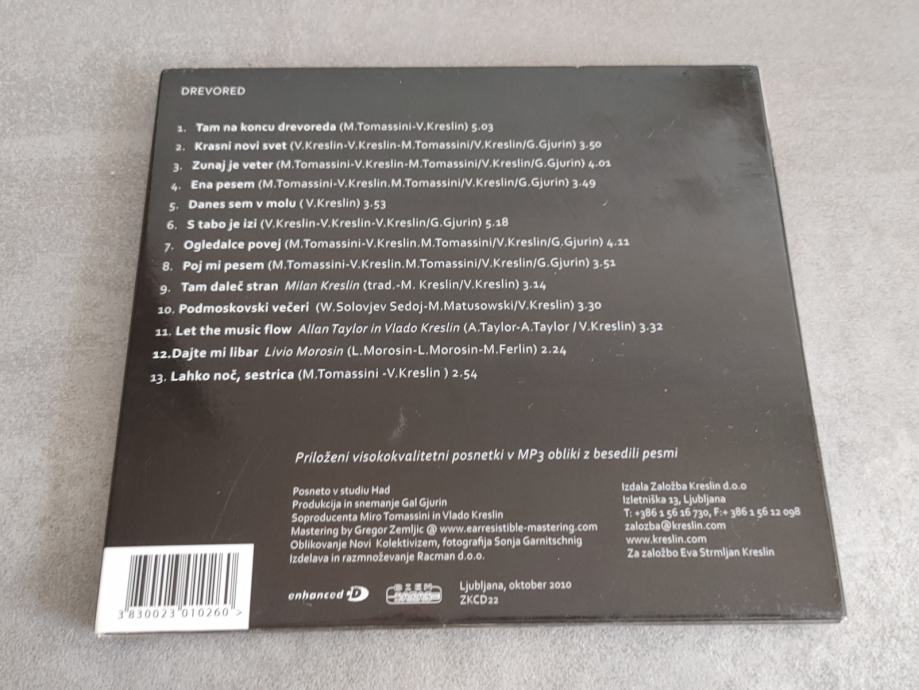 DREVORED
1. Tam na koncu drevoreda (M.Tomassini-V.Kreslin) 5.03
2. Krasni novi svet (V.Kreslin-V.Kreslin-M.Tomassini/V.Kreslin/G.Gjurin) 3.50
3. Zunaj je veter (M.Tomassini-V.Kreslin-M.Tomassini/V.Kreslin/G.Gjurin) 4.01
4. Ena pesem (M.Tomassini-V.Kreslin.M.Tomassini/V.Kreslin/G.Gjurin) 3.49
5. Danes sem v molu ( V.Kreslin) 3.53
6. S tabo je izi (V.Kreslin-V.Kreslin-V.Kreslin/G.Gjurin) 5.18
7. Ogledalce povej (M.Tomassini-V.Kreslin.M.Tomassini/V.Kreslin/G.Gjurin) 4.11
8. Poj mi pesem (M.Tomassini-V.Kreslin.M.Tomassini/V.Kreslin/G.Gjurin) 3.51
9. Tam daleč stran Milan Kreslin (trad.-M. Kreslin/V.Kreslin) 3.14
10. Podmoskovski večeri (W.Solovjev Sedoj-M.Matusowski/V.Kreslin) 3.30
11. Let the music flow Allan Taylor in Vlado Kreslin (A.Taylor-A.Taylor / V.Kreslin) 3.32
12.Dajte mi libar Livio Morosin (L.Morosin-L.Morosin-M.Ferlin) 2.24
13. Lahko noč, sestrica (M.Tomassini -V.Kreslin ) 2.54
Priloženi visokokvalitetni posnetki v MP3 obliki z besedili pesmi
Posneto v studiu Had
Produkcija in snemanje Gal Gjurin
Soproducenta Miro Tomassini in Vlado Kreslin
Mastering by Gregor Zemljic @ www.earresistible-mastering.com
Oblikovanje Novi Kolektivizem, fotografija Sonja Garnitschnig
Izdelava in razmnoževanje Racman d.o.o.
Izdala Založba Kreslin d.o.o
Izletniška 13, Ljubljana
T: +386 1 56 16 730, F:+ 386 1 56 12 098
zalozba@kreslin.com
www.kreslin.com
Za založbo Eva Strmljan Kreslin
enhanced CD
Ljubljana, oktober 2010
ZKCD22
3 830023 010260 >